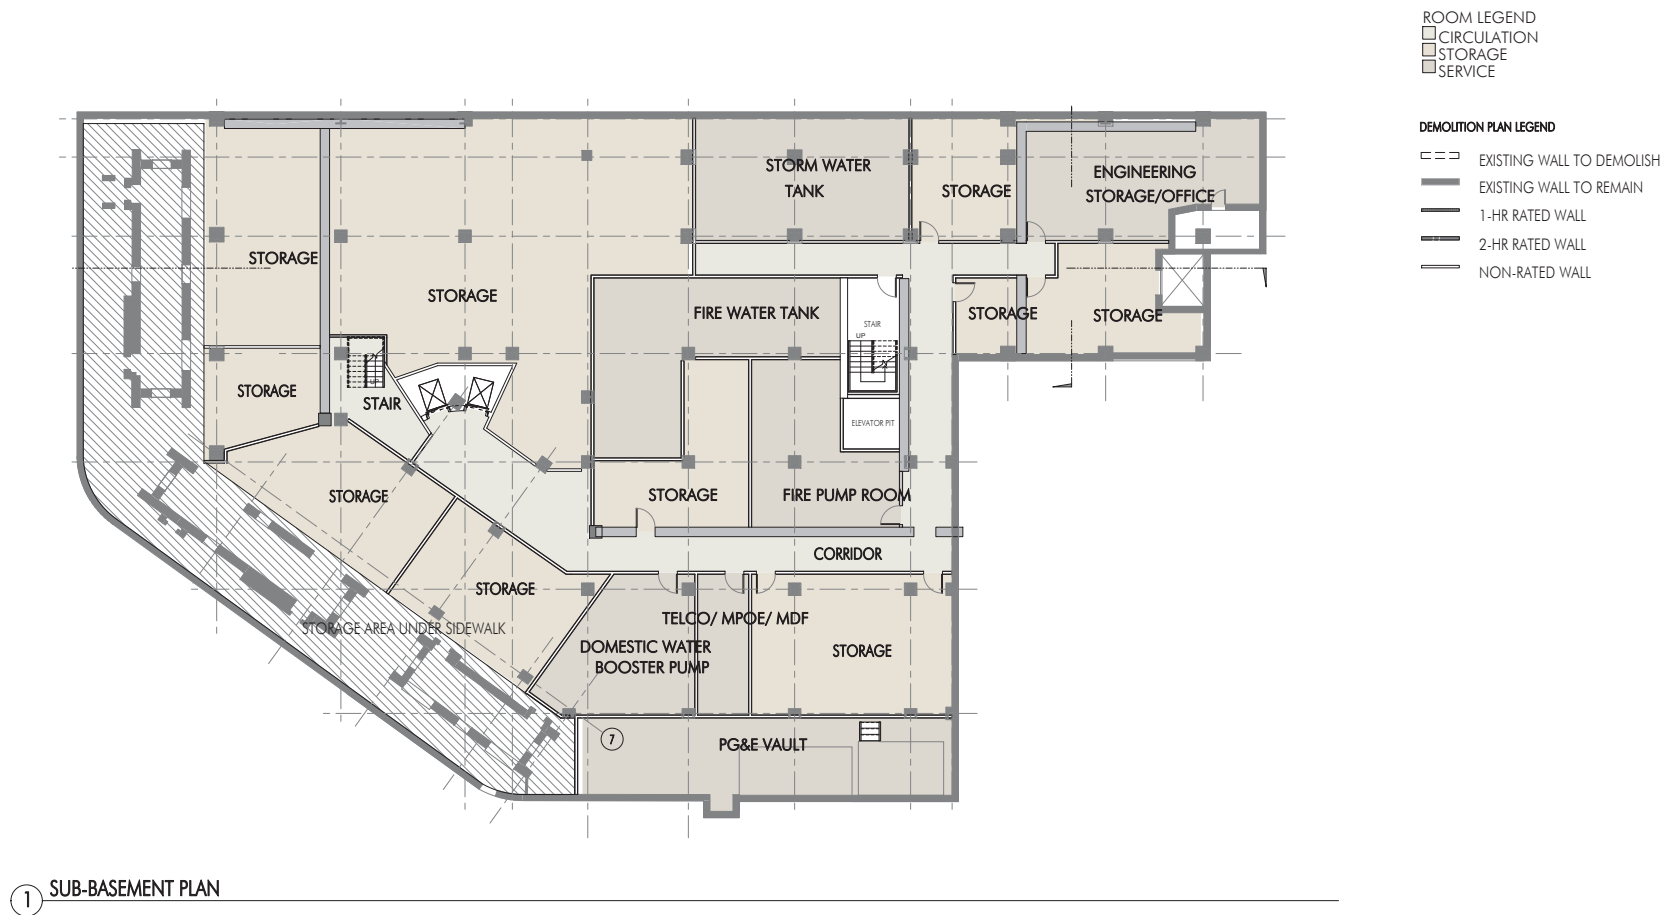 ROOM LEGEND
CIRCULATION
STORAGE
SERVICE
DEMOLITION PLAN LEGEND
EXISTING WALL TO DEMOLISH
EXISTING WALL TO REMAIN
1-HR RATED WALL
2-HR RATED WALL
NON-RATED WALL
STORM WATER
TANK
STORAGE
ENGINEERING
STORAGE/OFFICE
STORAGE
STORAGE
FIRE WATER TANK
STAIR
UP
STORAGE
STORAGE
STORAGE
UP
STAIR
ELEVATOR PIT
STORAGE
STORAGE
FIRE PUMP ROOM
CORRIDOR
STORAGE
TELCO/ MPOE/ MDF
STORAGE AREA UNDER SIDEWALK
DOMESTIC WATER
BOOSTER PUMP
STORAGE
7
PG&E VAULT
1
SUB-BASEMENT PLAN